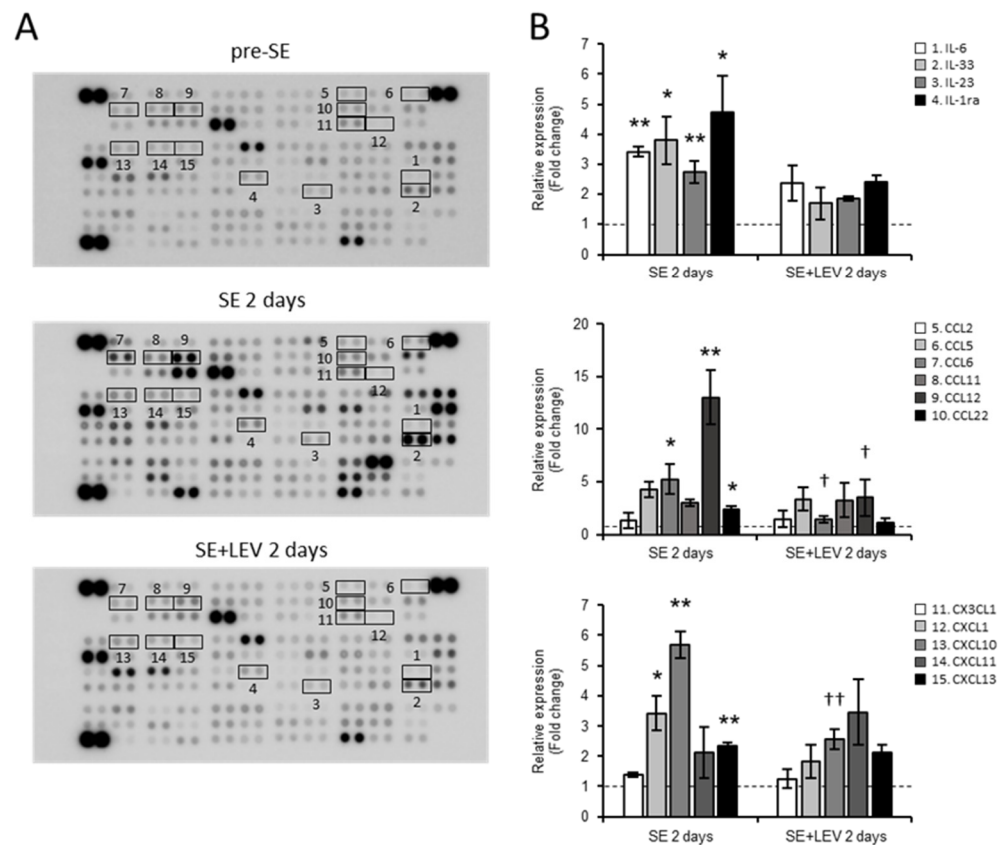 A
pre-SE
7 8 9 5 6
10
11
12
13 14 15 1
4 3 2
SE 2 days
7 8 9 5 6
10
11
12
13 14 15 1
4 3 2
SE+LEV 2 days
7 8 9 5 6
10
11
12
13 14 15 1
4 3 2
B
Relative expression
(Fold change)
7
6
5
4
3
2
1
0
** * ** *
SE 2 days SE+LEV 2 days
1. IL-6
2. IL-33
3. IL-23
4. IL-1ra
Relative expression
(Fold change)
20
15
10
5
0
* ** * † †
SE 2 days SE+LEV 2 days
5. CCL2
6. CCL5
7. CCL6
8. CCL11
9. CCL12
10. CCL22
Relative expression
(Fold change)
7
6
5
4
3
2
1
0
* ** ** ††
SE 2 days SE+LEV 2 days
11. CX3CL1
12. CXCL1
13. CXCL10
14. CXCL11
15. CXCL13